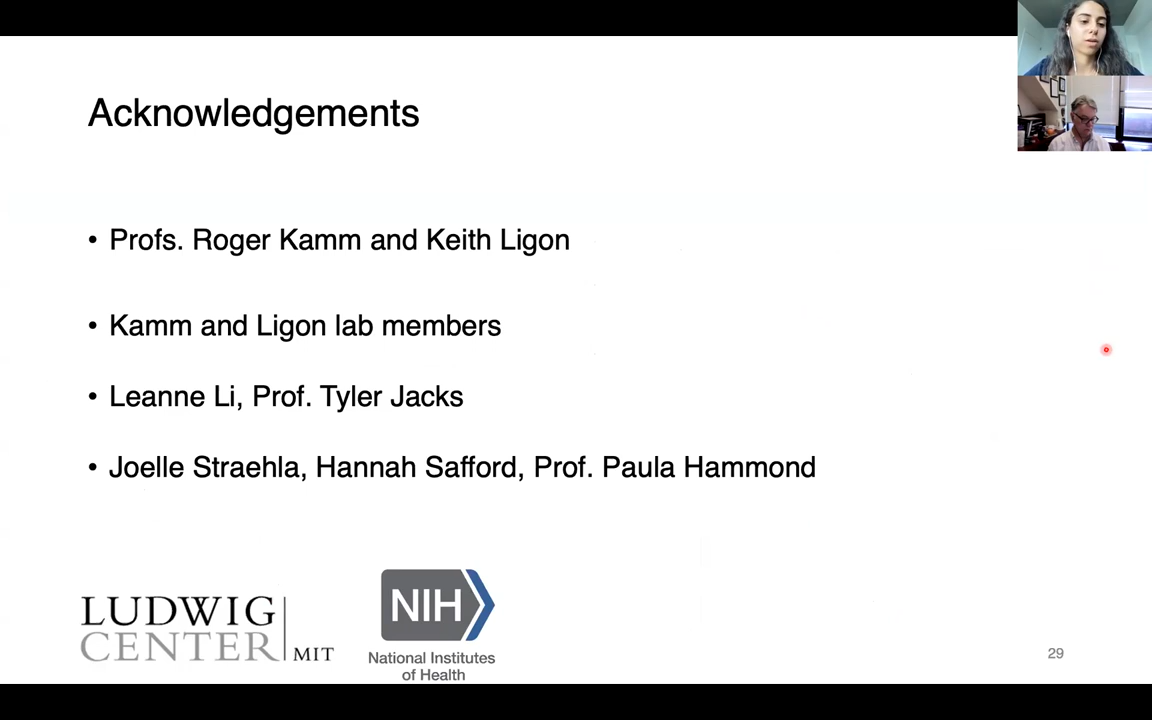 Acknowledgements
• Profs. Roger Kamm and Keith Ligon
• Kamm and Ligon lab members
• Leanne Li, Prof. Tyler Jacks
• Joelle Straehla, Hannah Safford, Prof. Paula Hammond
LUDWIG
CENTER MIT
NIH
National Institutes
of Health
29